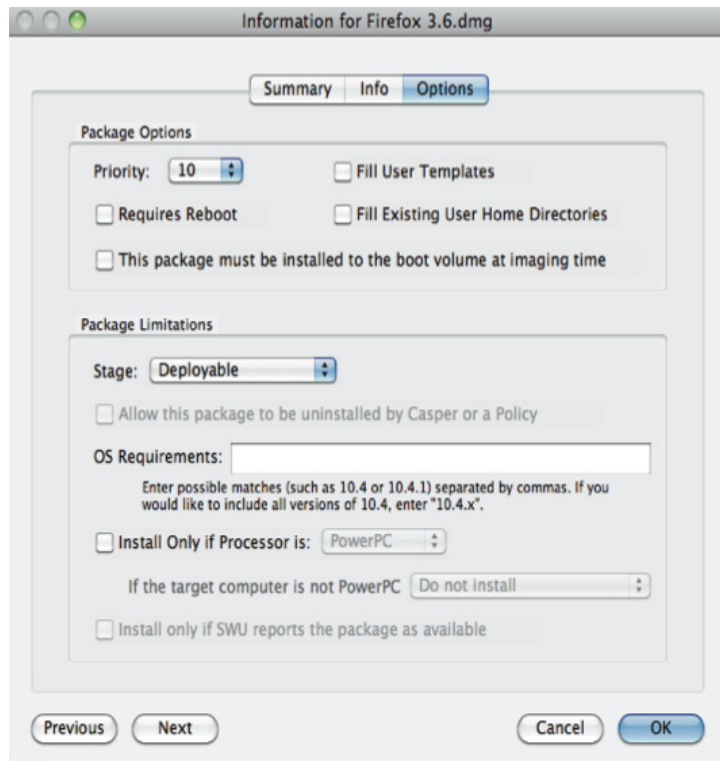 Information for Firefox 3.6.dmg
Summary Info Options
Package Options
Priority: 10
Fill User Templates
Requires Reboot
Fill Existing User Home Directories
This package must be installed to the boot volume at imaging time
Package Limitations
Stage: Deployable
Allow this package to be uninstalled by Casper or a Policy
OS Requirements:
Enter possible matches (such as 10.4 or 10.4.1) separated by commas. If you
would like to include all versions of 10.4, enter "10.4.x".
Install Only if Processor is: PowerPC
If the target computer is not PowerPC Do not install
Install only if SWU reports the package as available
Previous Next Cancel OK